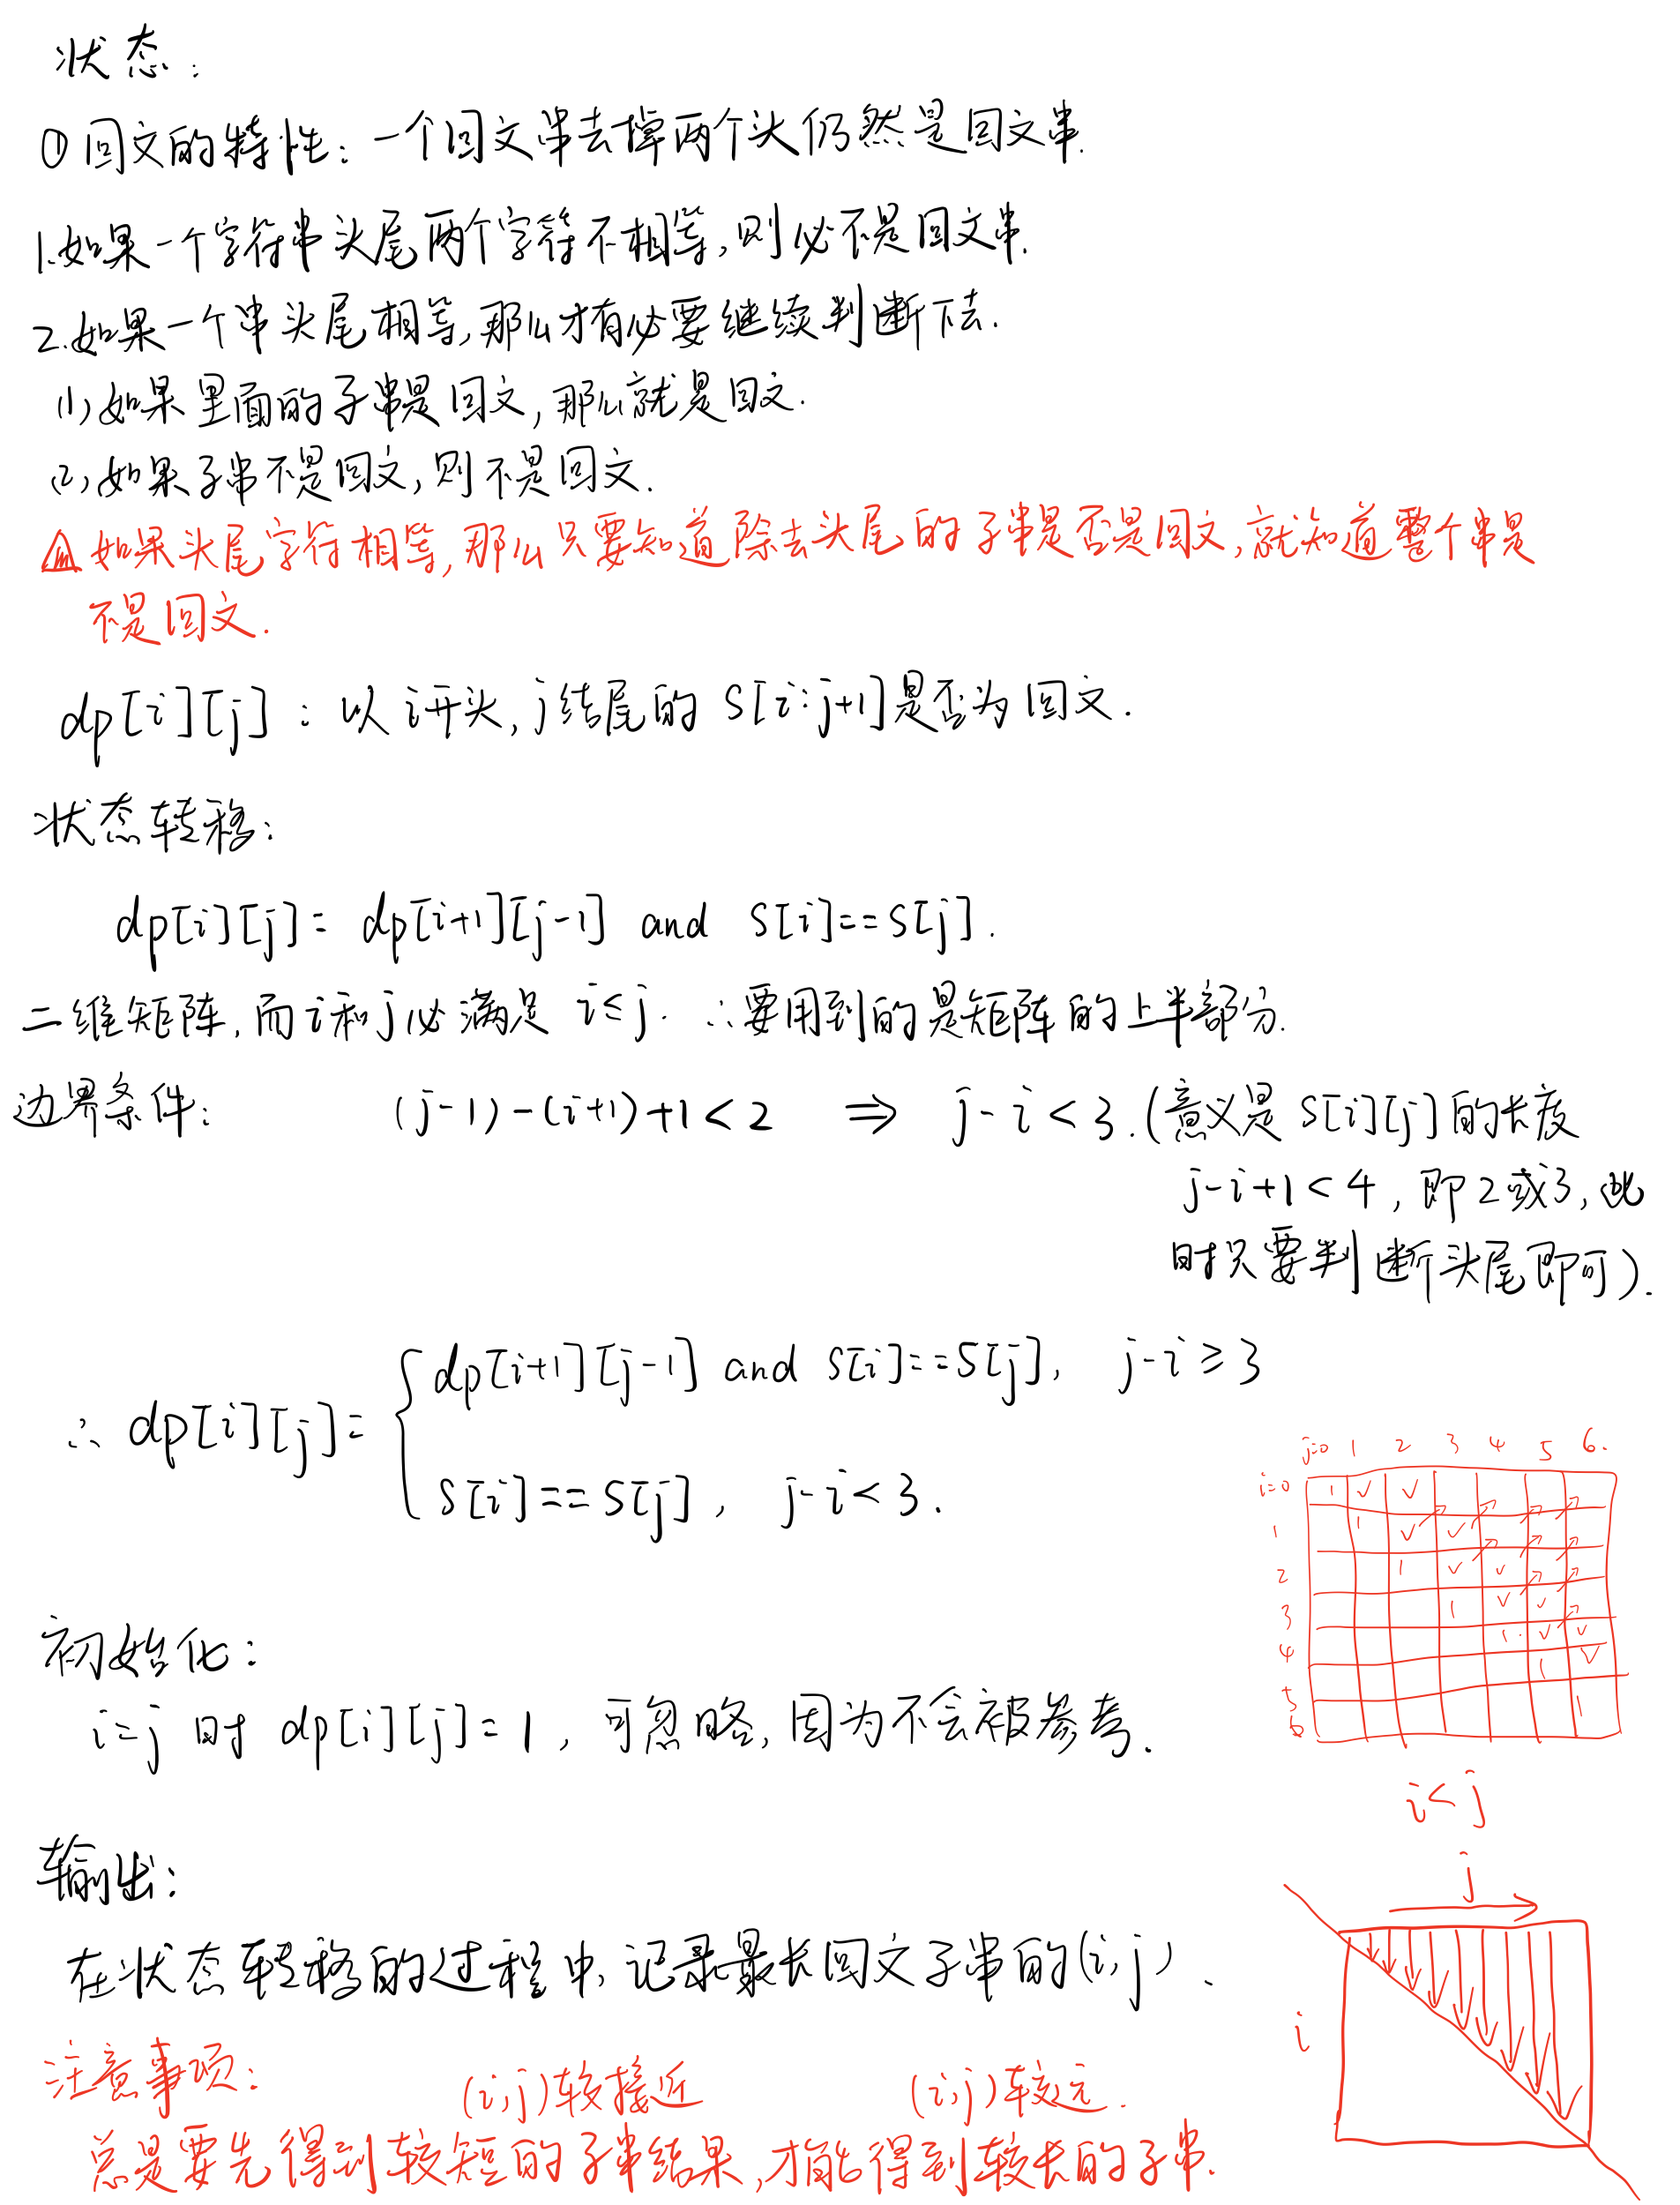 状态：
① 回文的特性：一个回文串去掉两个头仍然是回文串.
1.如果一个字符串头尾两个字符不相等,则必不是回文串.
2.如果一个串头尾相等,那么才有必要继续判断下去.
(1)如果里面的子串是回文,那么就是回文.
(2)如果子串不是回文,则不是回文.
如果头尾字符相等,那么只要知道除去头尾的子串是否是回文,就知道整个串是
不是回文.
dp[i][j]：以i开头,j结尾的 S[i:j+1]是否为回文.
状态转移：
dp[i][j]= dp[i+1][j-1] and S[i]==S[j].
二维矩阵,而i和j必满足 i≤j. ∴要用到的是矩阵的上半部分.
边界条件： (j-1)-(i+1)+1<2 ⇒ j-i<3.(意义是 S[i][j]的长度
j-i+1<4,即2或3,此
时只要判断头尾即可).
dp[i+1][j-1] and S[i]==S[j], j-i≥3
∴ dp[i][j]=
S[i]==S[j], j-i<3.
j=0 1 2 3 4 5 6.
i=0 1 ✓ ✓
1 1 ✓ ✓
2 1 ✓ ✓
3 1 ✓ ✓
4 1. ✓ ✓
5 1 ✓
6 1
初始化：
i=j 时 dp[i][j]=1,可忽略,因为不会被参考.
i<j
输出：
j
在状态转移的过程中,记录最长回文子串的(i,j).
i
注意事项：
(i,j)较接近 (i,j)较远.
总是要先得到较短的子串结果,才能得到较长的子串.